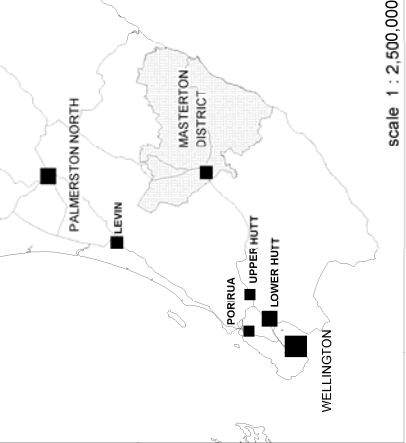 PALMERSTON NORTH
MASTERTON
DISTRICT
LEVIN
UPPER HUTT
PORIRUA
LOWER HUTT
WELLINGTON
scale 1 : 2,500,000